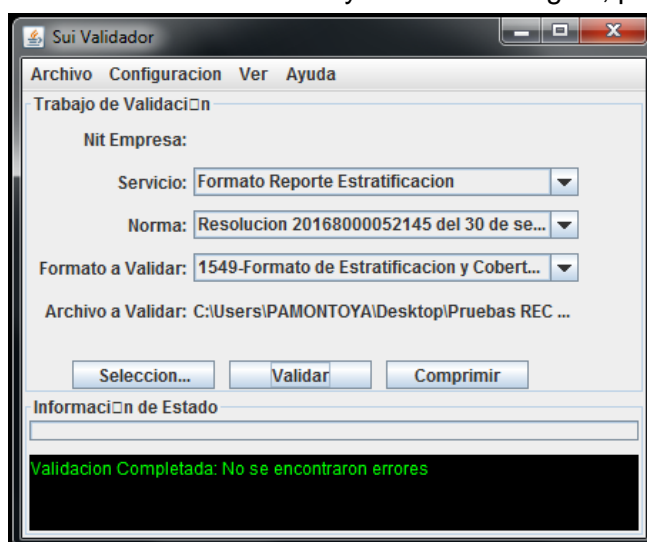 Sui Validador
Archivo Configuracion Ver Ayuda
Trabajo de Validaci□n
Nit Empresa:
Servicio: Formato Reporte Estratificacion
Norma: Resolucion 20168000052145 del 30 de se...
Formato a Validar: 1549-Formato de Estratificacion y Cobert...
Archivo a Validar: C:\Users\PAMONTOYA\Desktop\Pruebas REC ...
Seleccion... Validar Comprimir
Informaci□n de Estado
Validacion Completada: No se encontraron errores